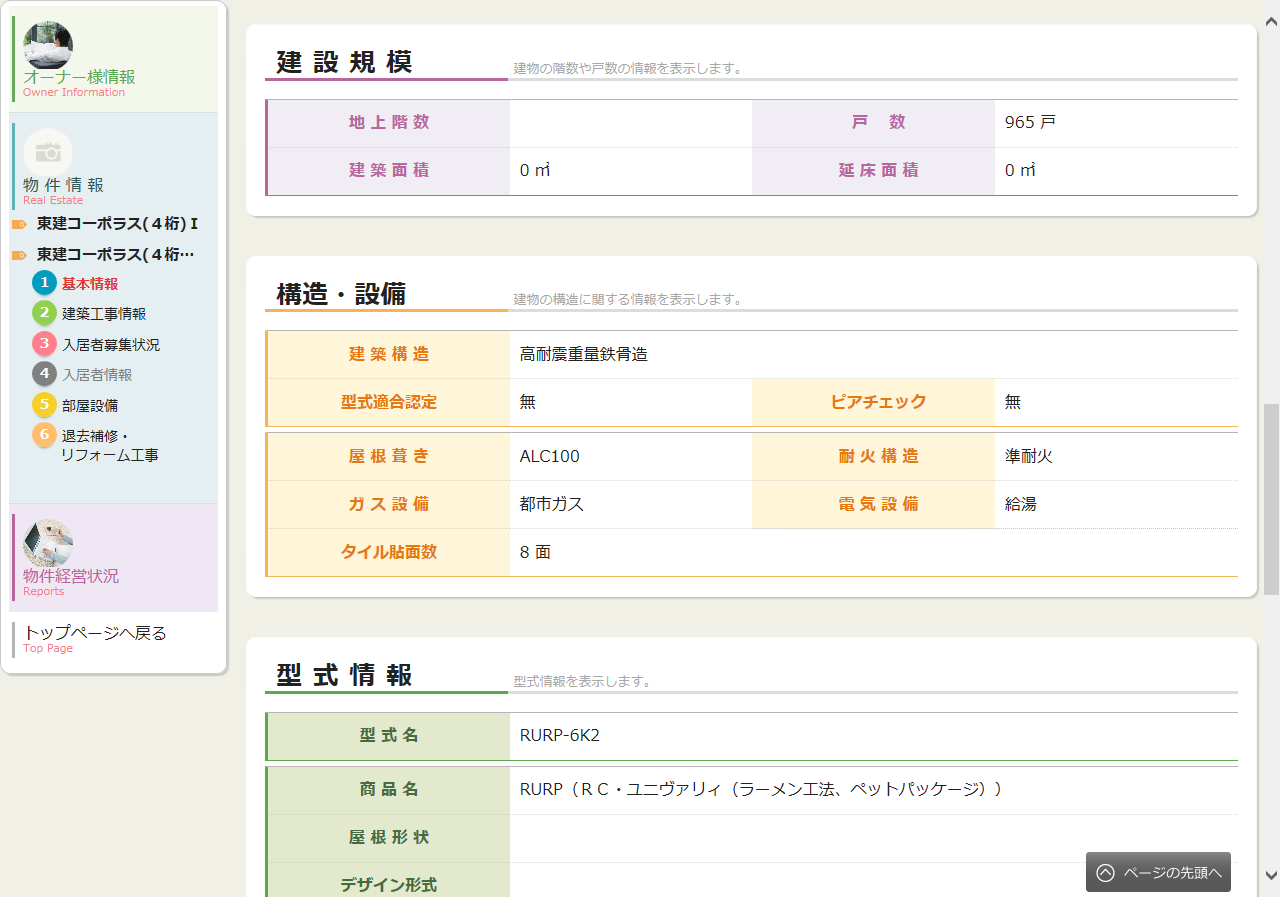 オーナー様情報
Owner Information
物 件 情 報
Real Estate
東建コーポラス(４桁) I
東建コーポラス(４桁…
1 基本情報
2 建築工事情報
3 入居者募集状況
4 入居者情報
5 部屋設備
6 退去補修・
リフォーム工事
物件経営状況
Reports
トップページへ戻る
Top Page
建 設 規 模 建物の階数や戸数の情報を表示します。
地 上 階 数 戸 数 965 戸
建 築 面 積 0 ㎡ 延 床 面 積 0 ㎡
構造・設備 建物の構造に関する情報を表示します。
建 築 構 造 高耐震重量鉄骨造
型式適合認定 無 ピアチェック 無
屋 根 葺 き ALC100 耐 火 構 造 準耐火
ガ ス 設 備 都市ガス 電 気 設 備 給湯
タイル貼面数 8 面
型 式 情 報 型式情報を表示します。
型 式 名 RURP-6K2
商 品 名 RURP（ＲＣ・ユニヴァリィ（ラーメン工法、ペットパッケージ））
屋 根 形 状
デザイン形式
ページの先頭へ